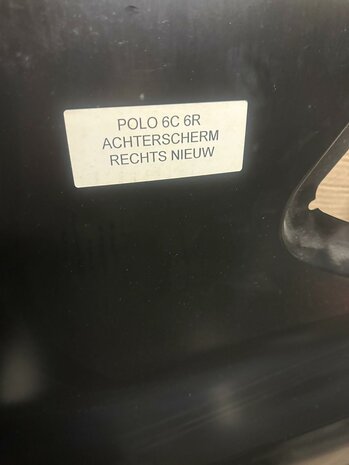 POLO 6C 6R
ACHTERSCHERM
RECHTS NIEUW